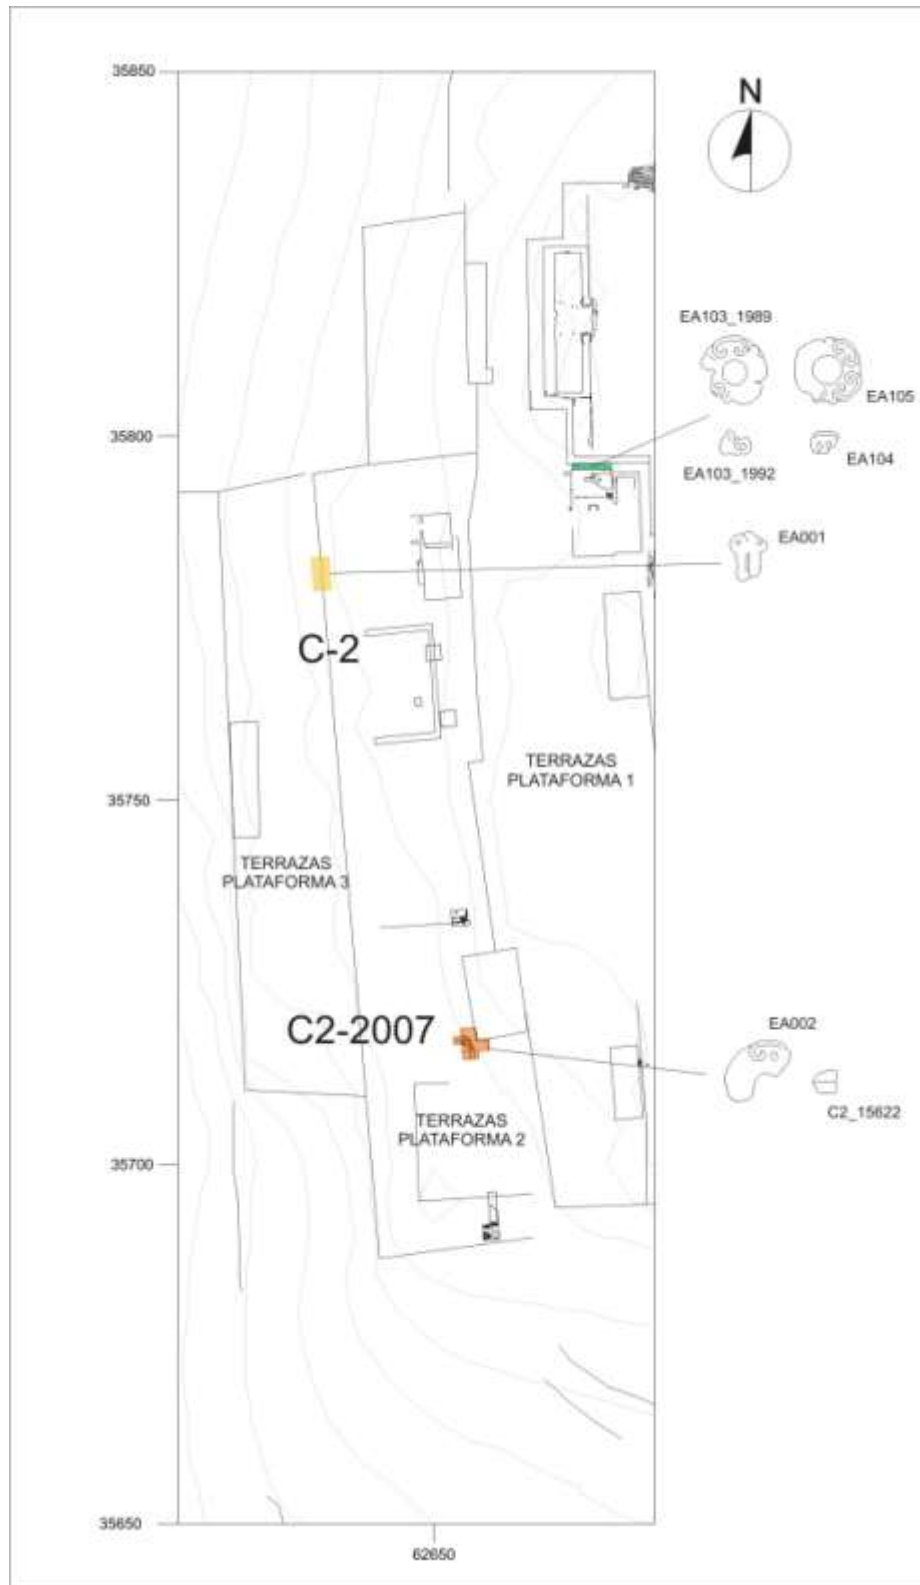 35850
N
EA103_1989
EA105
35800
EA104
EA103_1992
EA001
C-2
TERRAZAS
PLATAFORMA 1
35750
TERRAZAS
PLATAFORMA 3
EA002
C2-2007
C2_15622
TERRAZAS
PLATAFORMA 2
35700
35650
62650